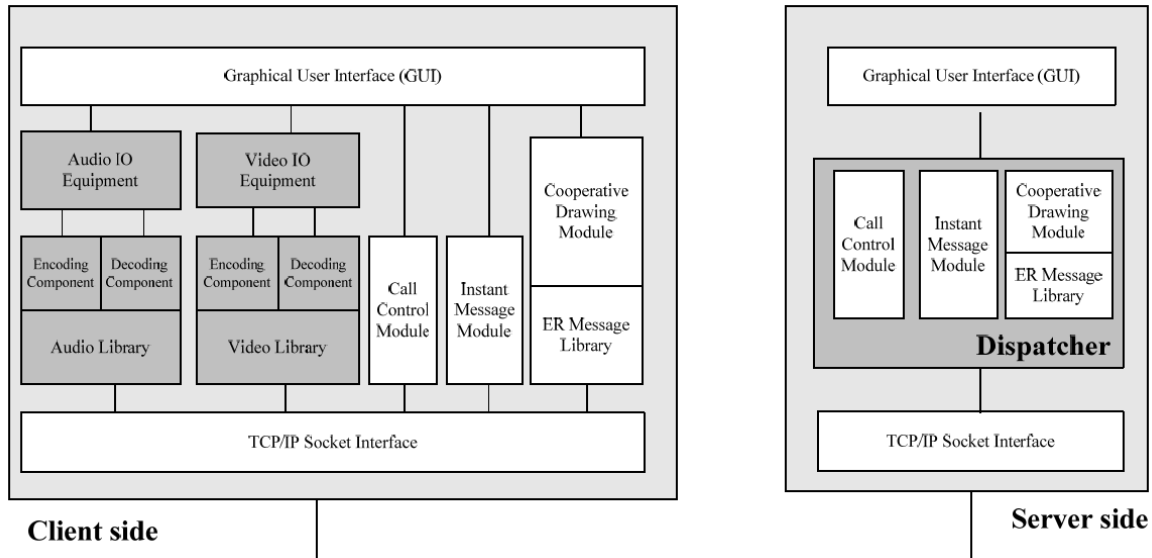 Graphical User Interface (GUI)
Audio IO
Equipment
Video IO
Equipment
Cooperative
Drawing
Module
Encoding
Component
Decoding
Component
Encoding
Component
Decoding
Component
Call
Control
Module
Instant
Message
Module
ER Message
Library
Audio Library
Video Library
TCP/IP Socket Interface
Client side
Graphical User Interface (GUI)
Call
Control
Module
Instant
Message
Module
Cooperative
Drawing
Module
ER Message
Library
Dispatcher
TCP/IP Socket Interface
Server side